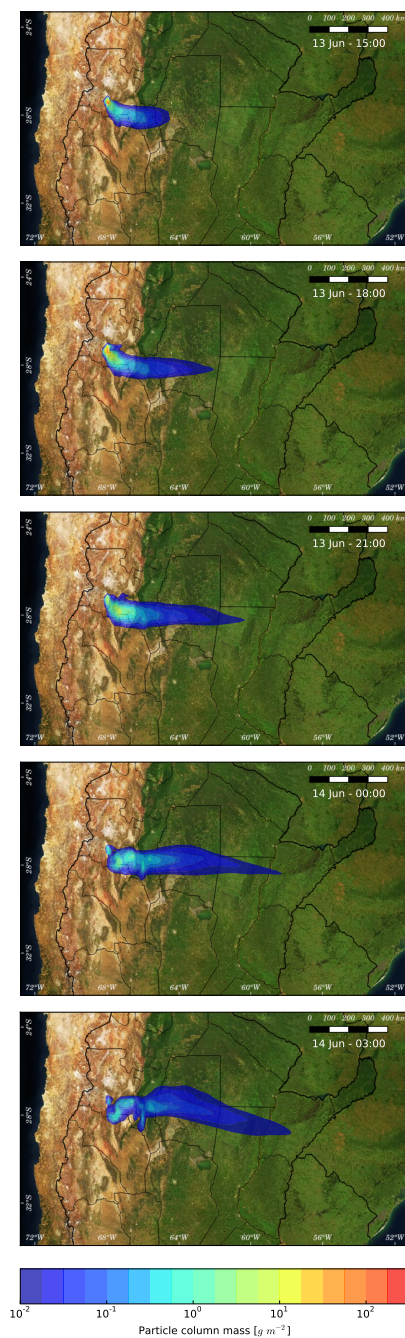 24°S
0 100 200 300 400 km
13 Jun - 15:00
28°S
32°S
72°W 68°W 64°W 60°W 56°W 52°W
24°S
0 100 200 300 400 km
13 Jun - 18:00
28°S
32°S
72°W 68°W 64°W 60°W 56°W 52°W
24°S
0 100 200 300 400 km
13 Jun - 21:00
28°S
32°S
72°W 68°W 64°W 60°W 56°W 52°W
24°S
0 100 200 300 400 km
14 Jun - 00:00
28°S
32°S
72°W 68°W 64°W 60°W 56°W 52°W
24°S
0 100 200 300 400 km
14 Jun - 03:00
28°S
32°S
72°W 68°W 64°W 60°W 56°W 52°W
10⁻² 10⁻¹ 10⁰ 10¹ 10²
Particle column mass [g m⁻²]